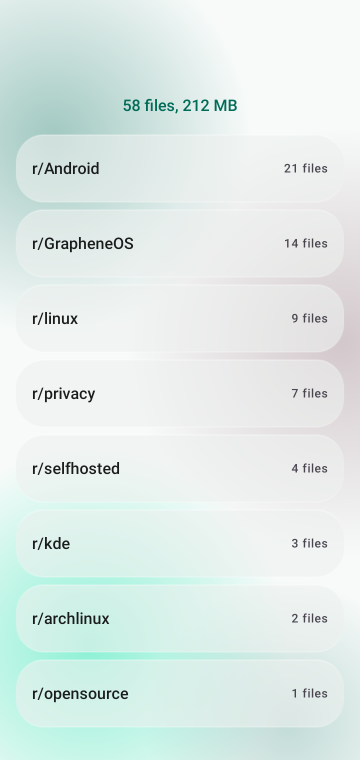 58 files, 212 MB
r/Android 21 files
r/GrapheneOS 14 files
r/linux 9 files
r/privacy 7 files
r/selfhosted 4 files
r/kde 3 files
r/archlinux 2 files
r/opensource 1 files